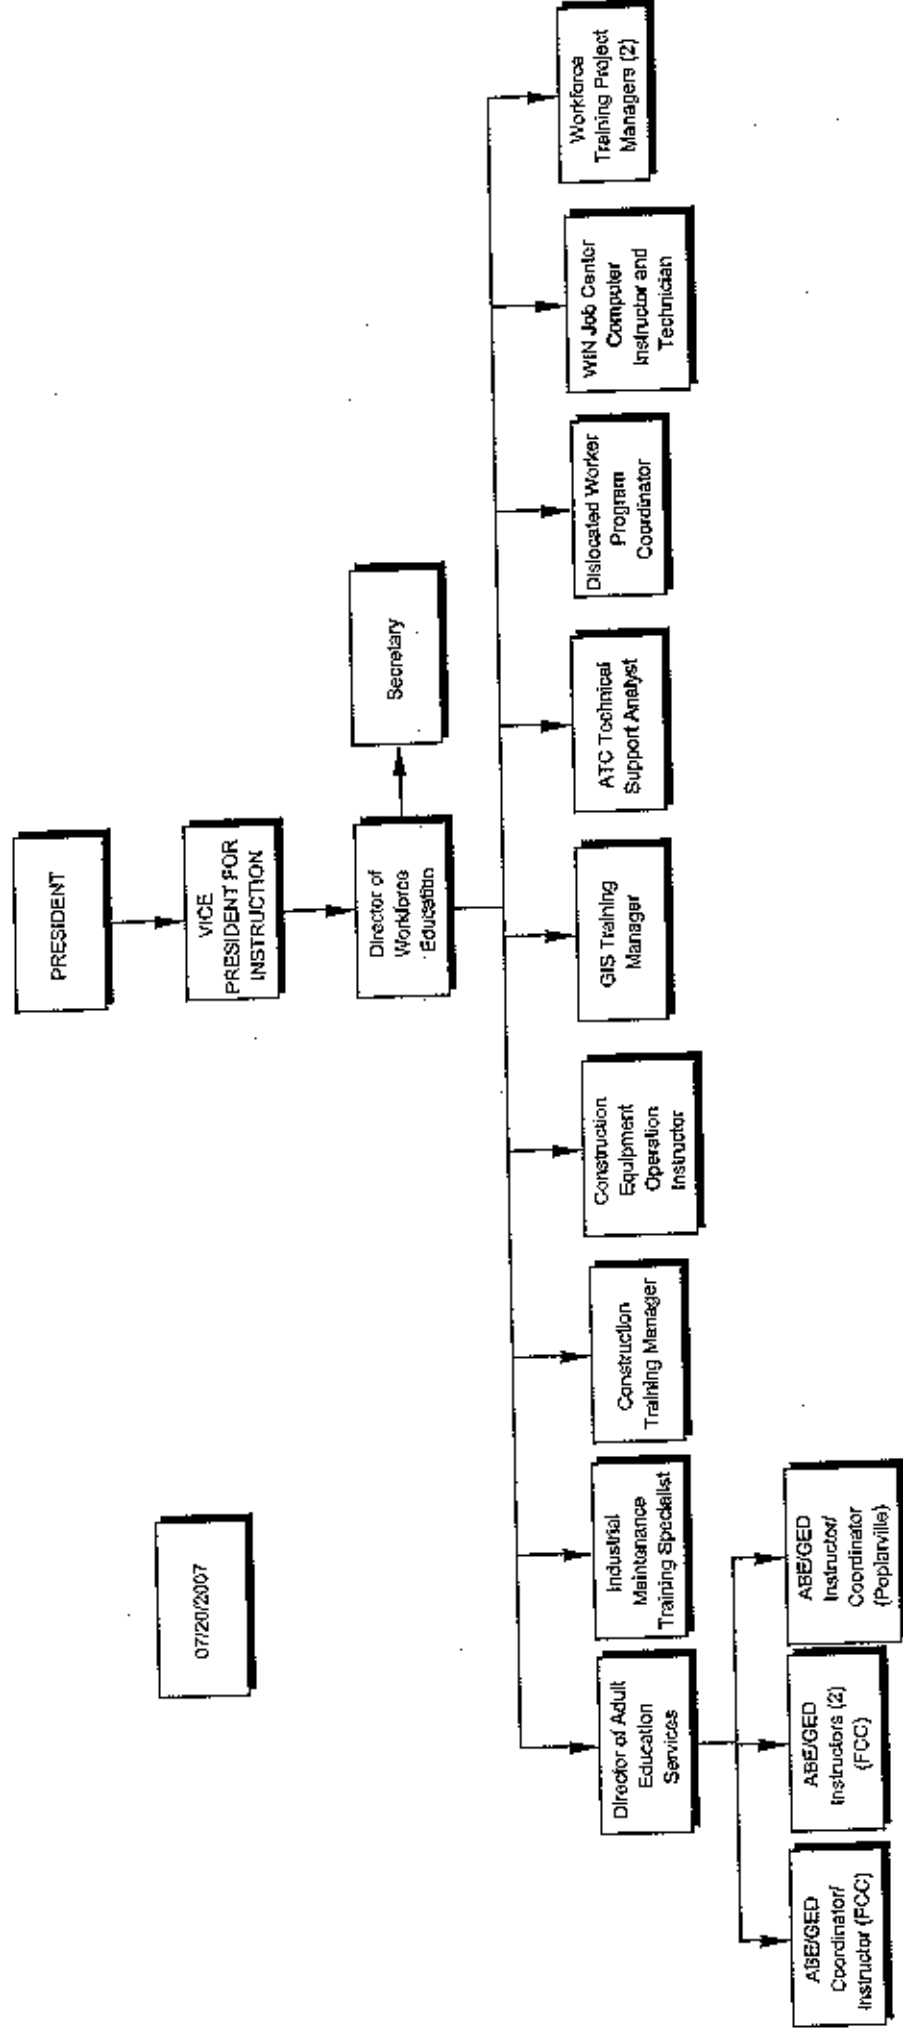 07/20/2007
PRESIDENT
VICE
PRESIDENT FOR
INSTRUCTION
Director of
Workforce
Education
Secretary
Director of Adult
Education
Services
Industrial
Maintenance
Training Specialist
Construction
Training Manager
Construction
Equipment
Operation
Instructor
GIS Training
Manager
ATC Technical
Support Analyst
Dislocated Worker
Program
Coordinator
WIN Job Center
Computer
Instructor and
Technician
Workforce
Training Project
Managers (2)
ABE/GED
Coordinator/
Instructor (FCC)
ABE/GED
Instructors (2)
(FCC)
ABE/GED
Instructor/
Coordinator
(Poplarville)